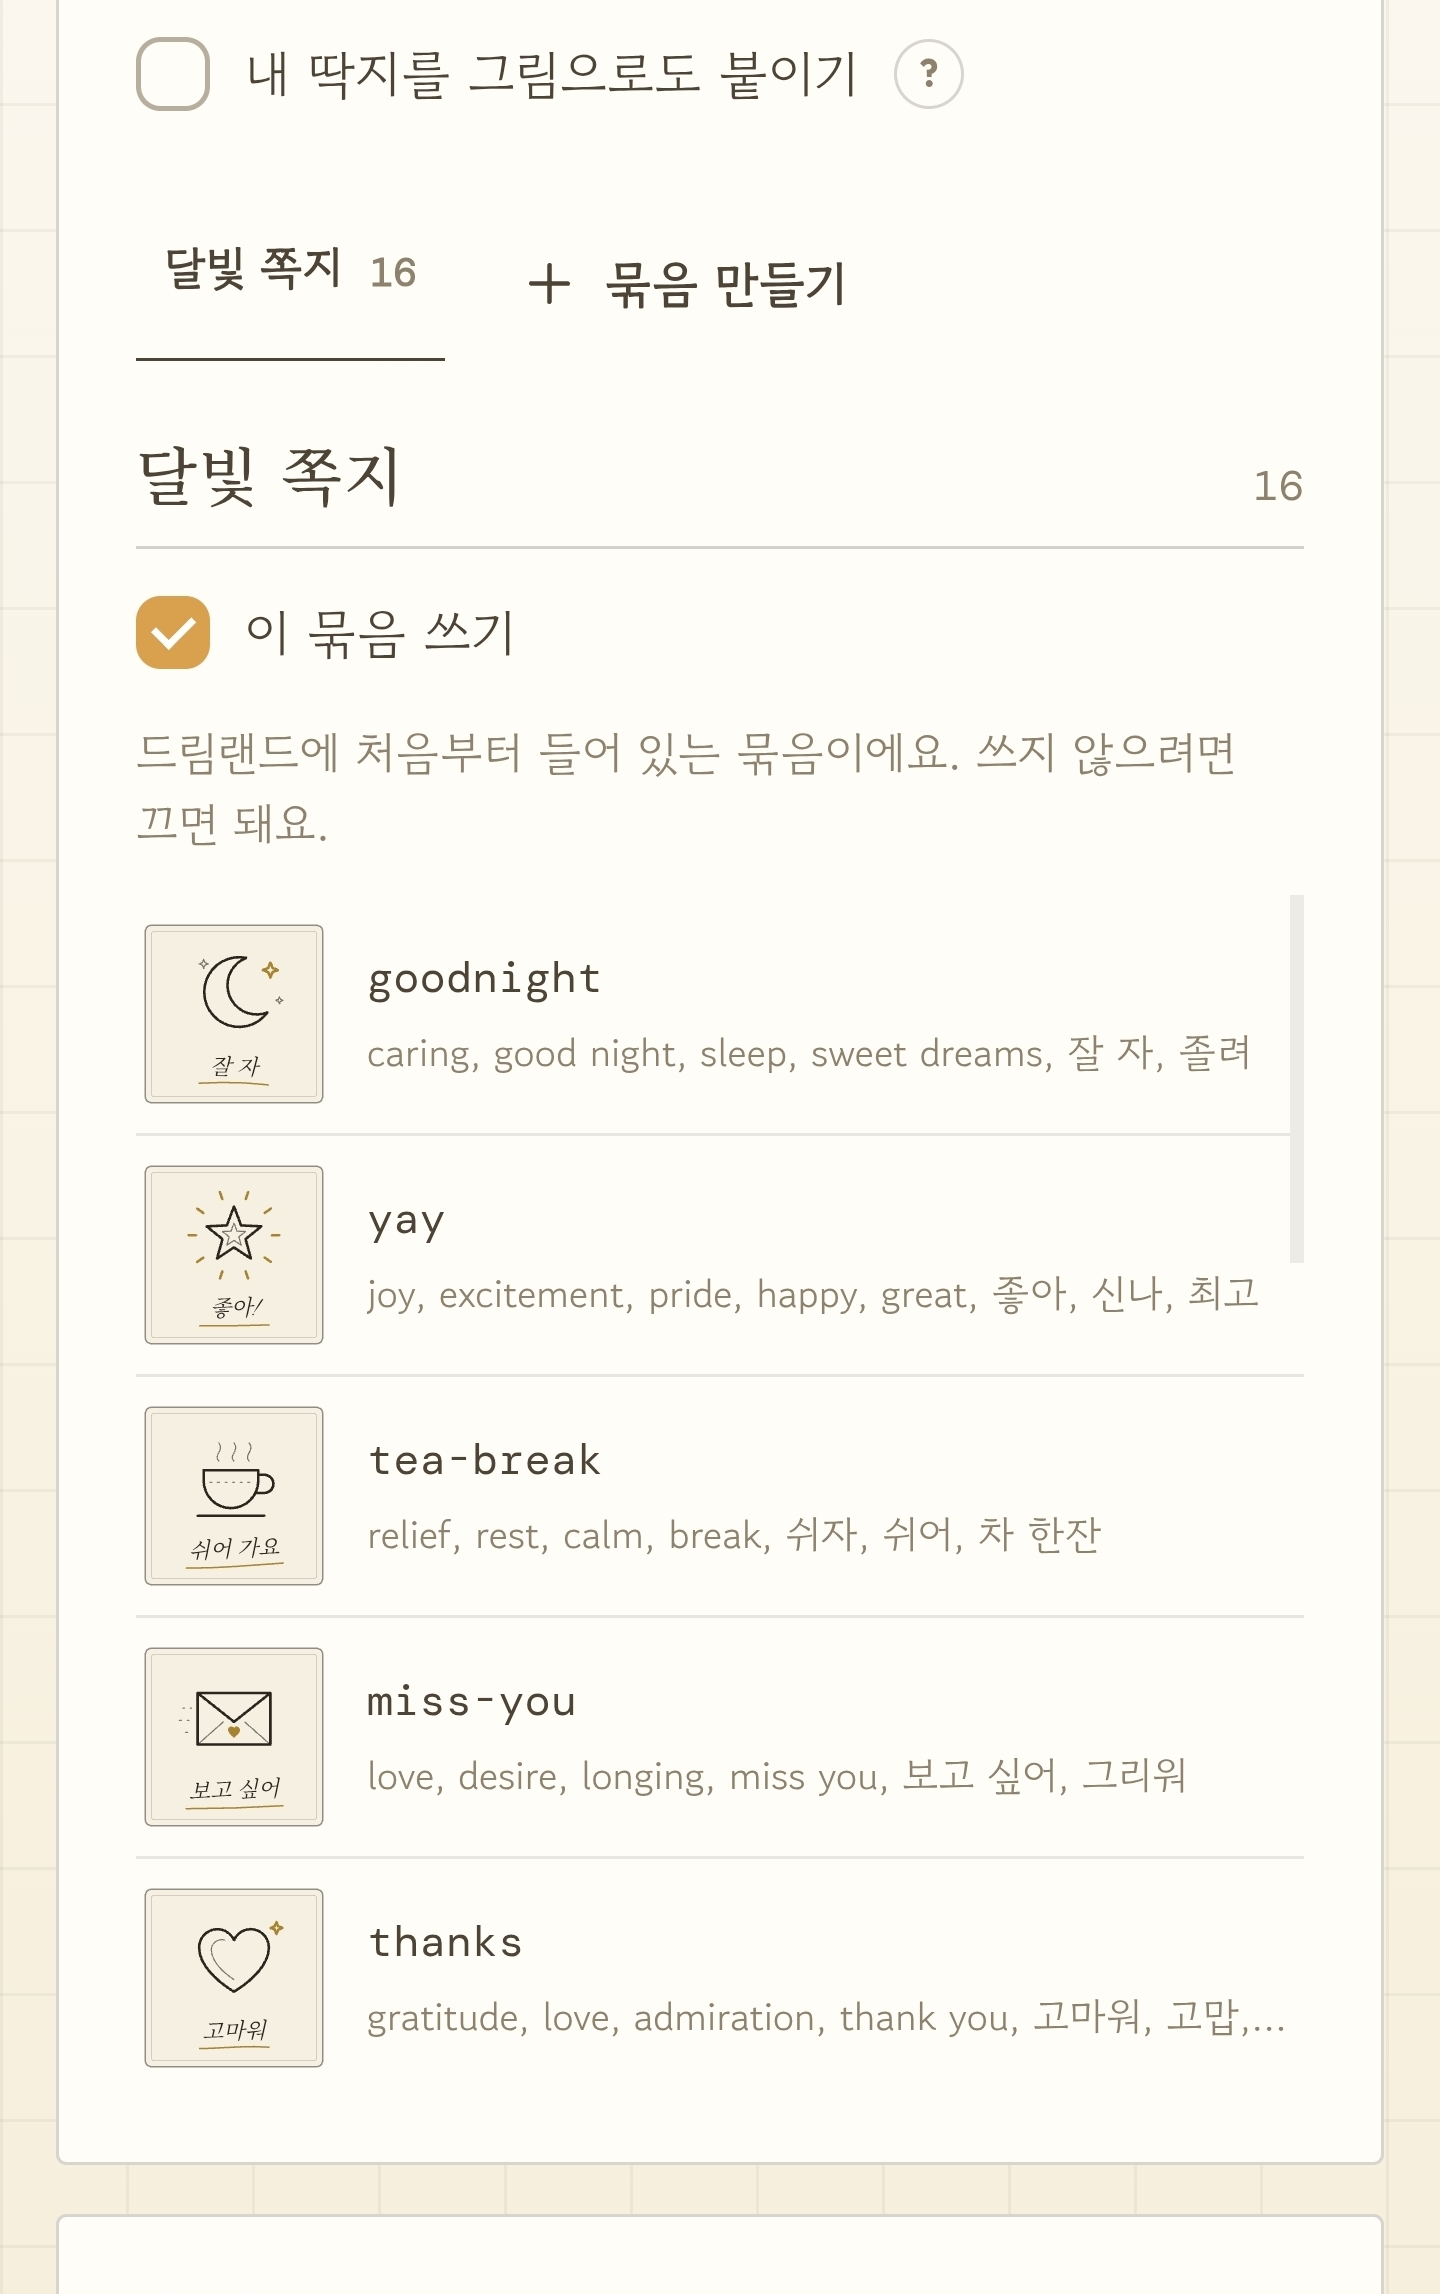 내 딱지를 그림으로도 붙이기 ?
달빛 쪽지 16 + 묶음 만들기
달빛 쪽지 16
이 묶음 쓰기
드림랜드에 처음부터 들어 있는 묶음이에요. 쓰지 않으려면
끄면 돼요.
goodnight
caring, good night, sleep, sweet dreams, 잘 자, 졸려
잘 자
yay
joy, excitement, pride, happy, great, 좋아, 신나, 최고
좋아!
tea-break
relief, rest, calm, break, 쉬자, 쉬어, 차 한잔
쉬어 가요
miss-you
love, desire, longing, miss you, 보고 싶어, 그리워
보고 싶어
thanks
gratitude, love, admiration, thank you, 고마워, 고맙,...
고마워